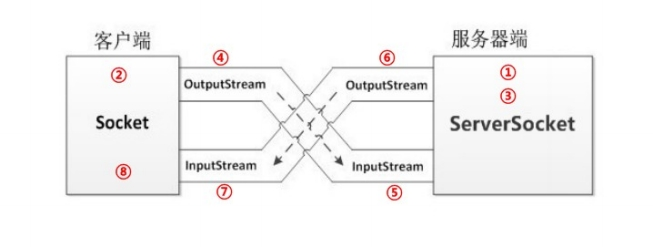 客户端
服务器端
④
⑥
②
①
OutputStream
OutputStream
③
Socket
ServerSocket
InputStream
InputStream
⑧
⑦
⑤